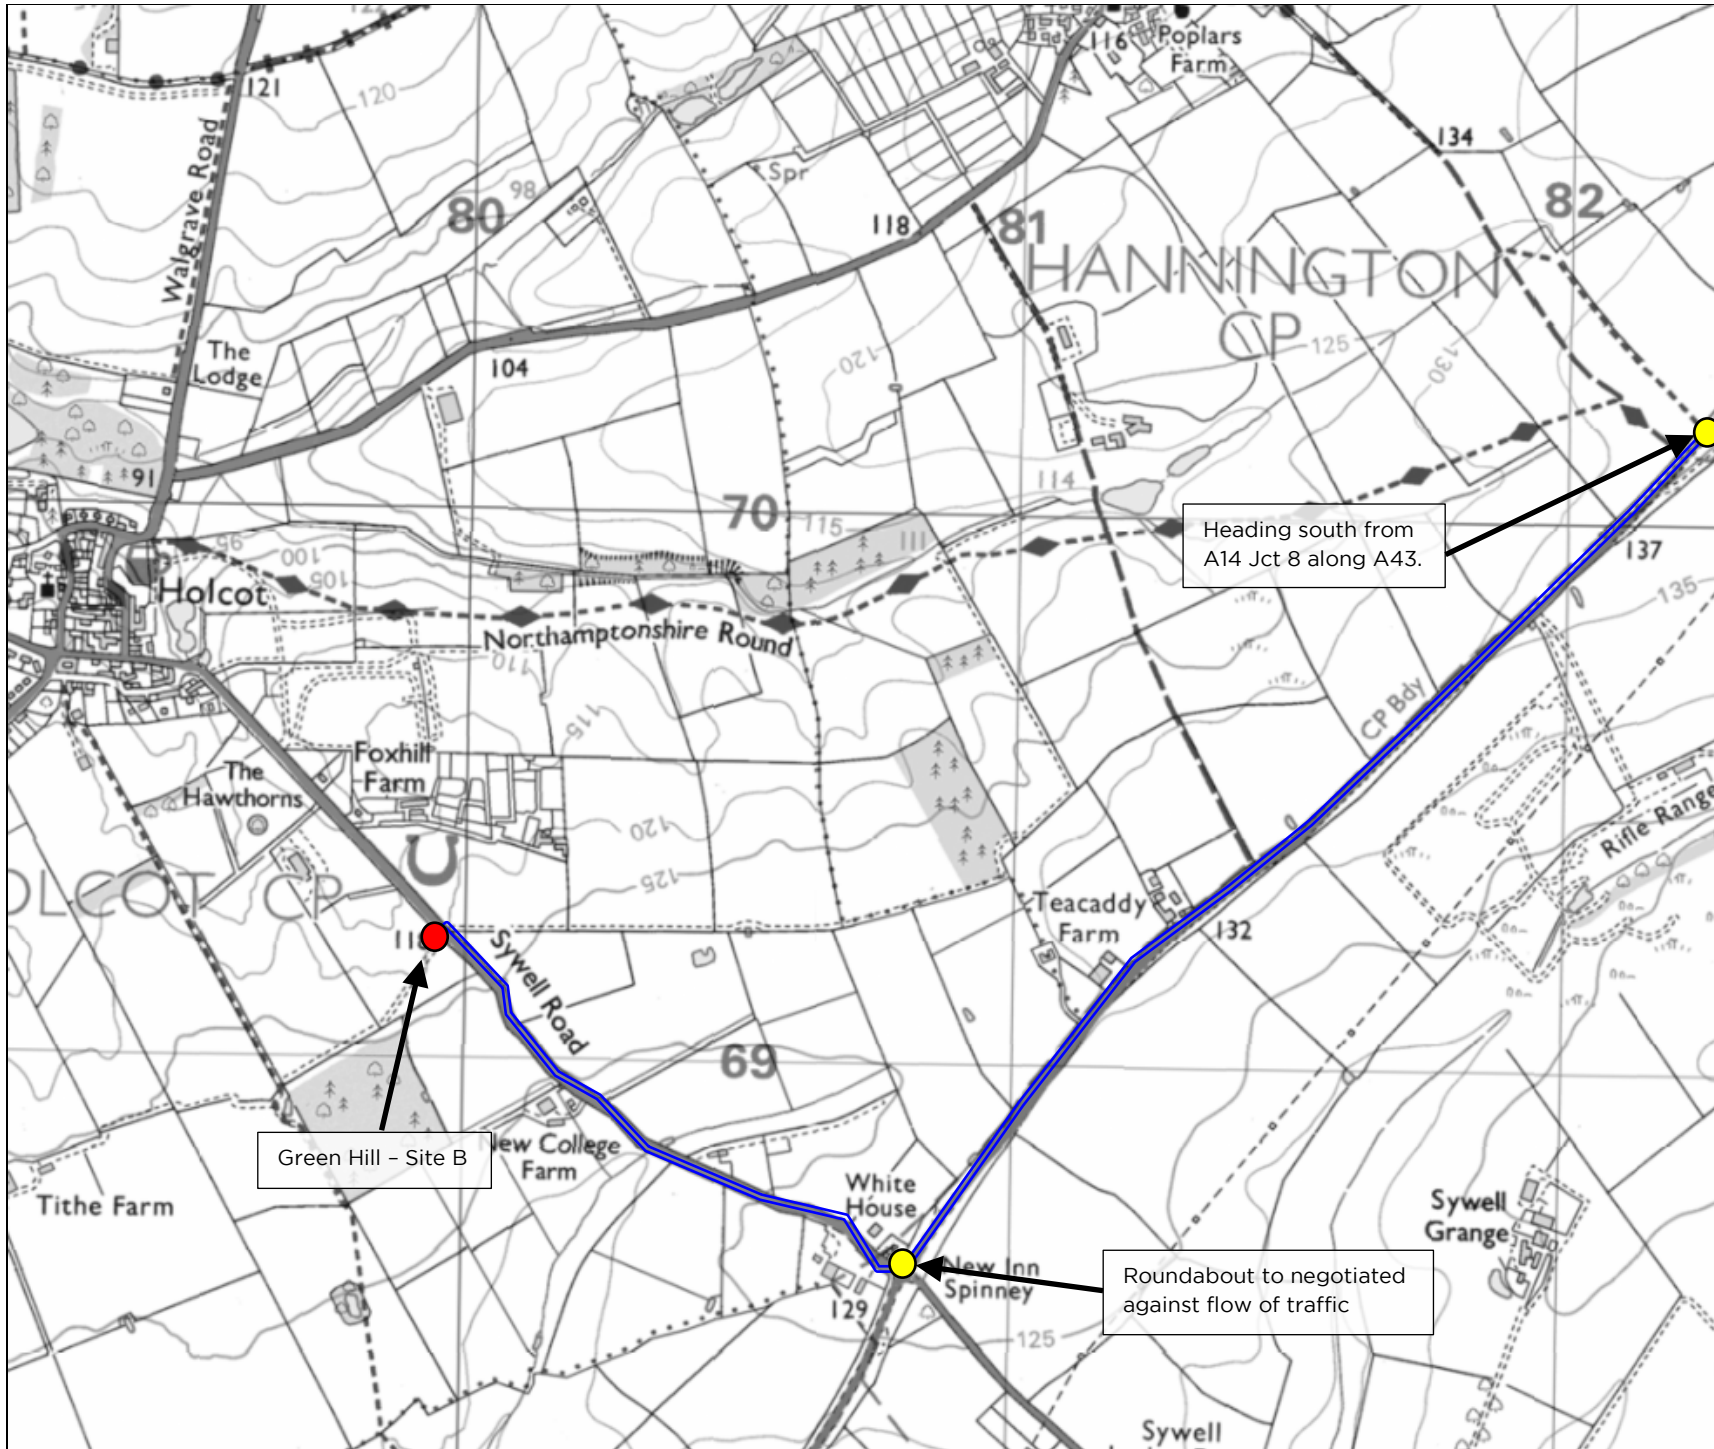 122
116
Poplars
Farm
121
120
134
Walgrave Road
Spr
98
80
118
81
82
HANNINGTON
CP
125
130
120
The
Lodge
104
91
114
70
115
111
Heading south from
A14 Jct 8 along A43.
137
95
100
105
Holcot
135
Northamptonshire Round
110
115
CP Bdy
Foxhill
Farm
The
Hawthorns
Rifle Range
120
125
OLCOT CP
Teacaddy
Farm
132
Sywell Road
69
New College
Farm
Green Hill – Site B
Tithe Farm
White
House
Sywell
Grange
New Inn
Spinney
Roundabout to negotiated
against flow of traffic
129
125
Sywell